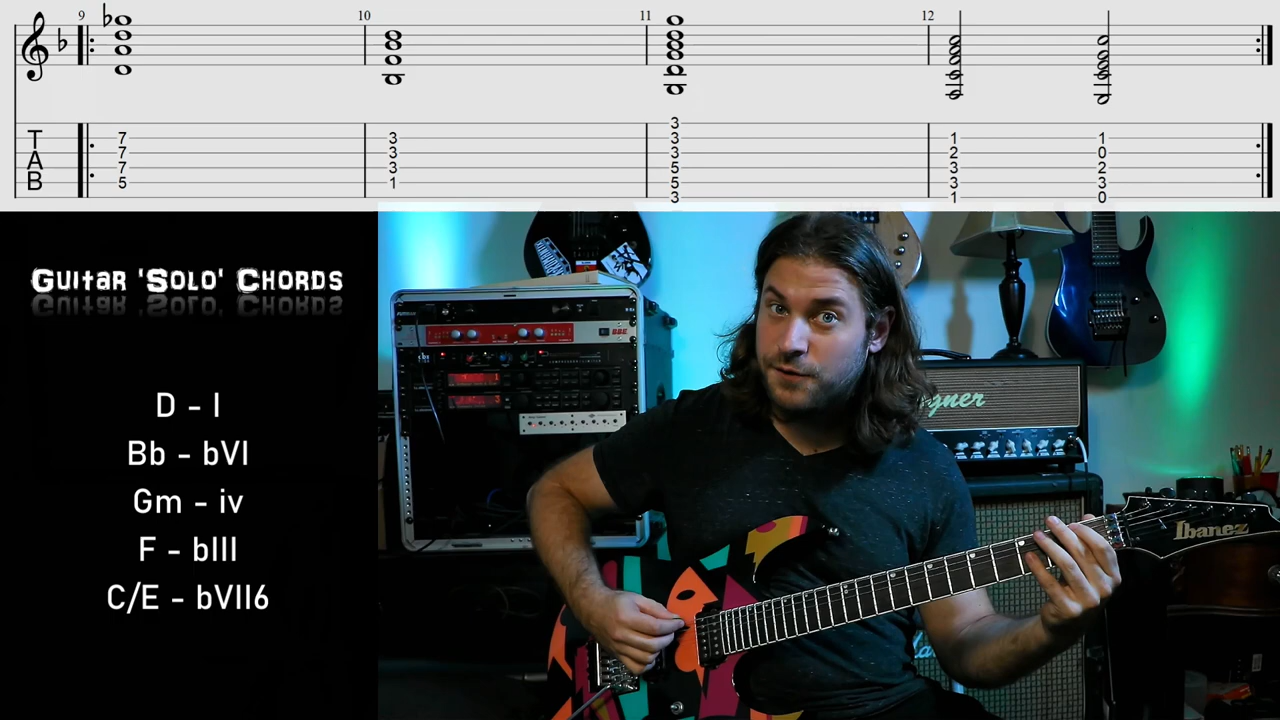 9 10 11 12
T
A
B
7 3 3
7 3 3 1 1
7 3 3 2 0
5 1 5 3 2
5 3 3
3 1 0
Guitar 'Solo' Chords
D - I
Bb - bVI
Gm - iv
F - bIII
C/E - bVII6
BBE
Ibanez